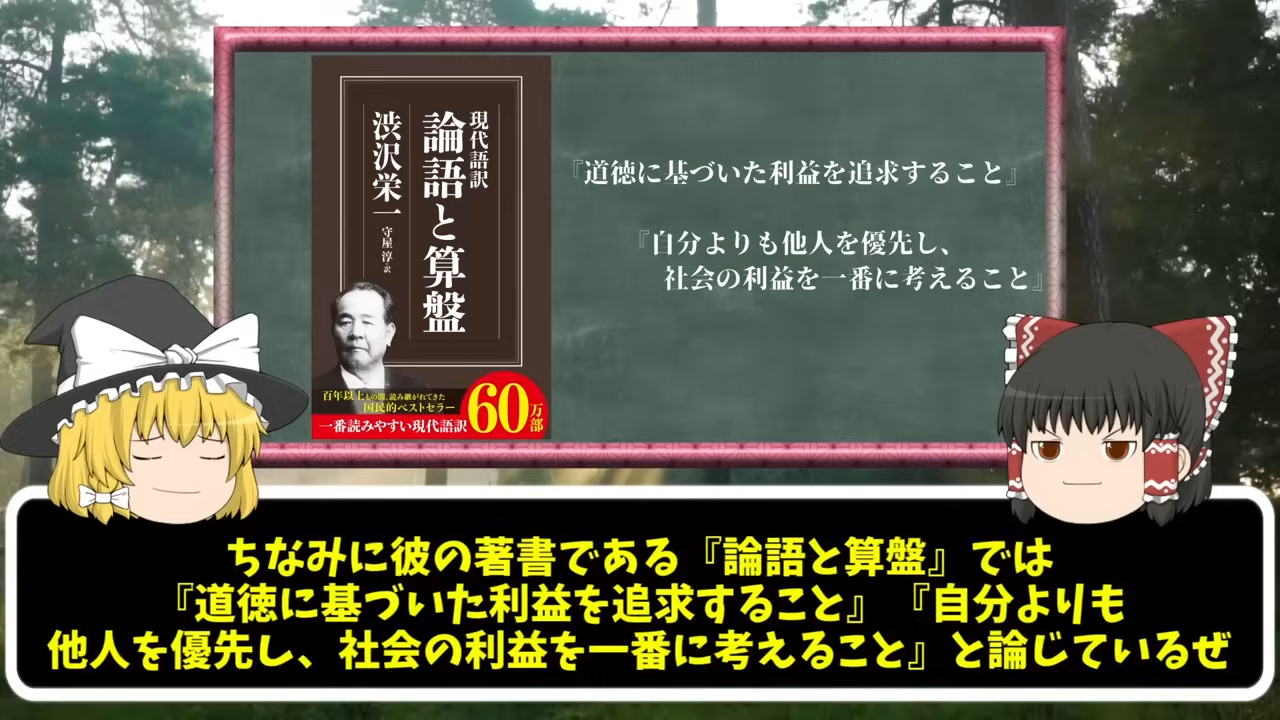 現代語訳
論語と算盤
渋沢栄一
守屋淳 訳
百年以上もの間、読み継がれてきた
国民的ベストセラー
一番読みやすい現代語訳
60万部
『道徳に基づいた利益を追求すること』
『自分よりも他人を優先し、
社会の利益を一番に考えること』
ちなみに彼の著書である『論語と算盤』では
『道徳に基づいた利益を追求すること』『自分よりも
他人を優先し、社会の利益を一番に考えること』と論じているぜ